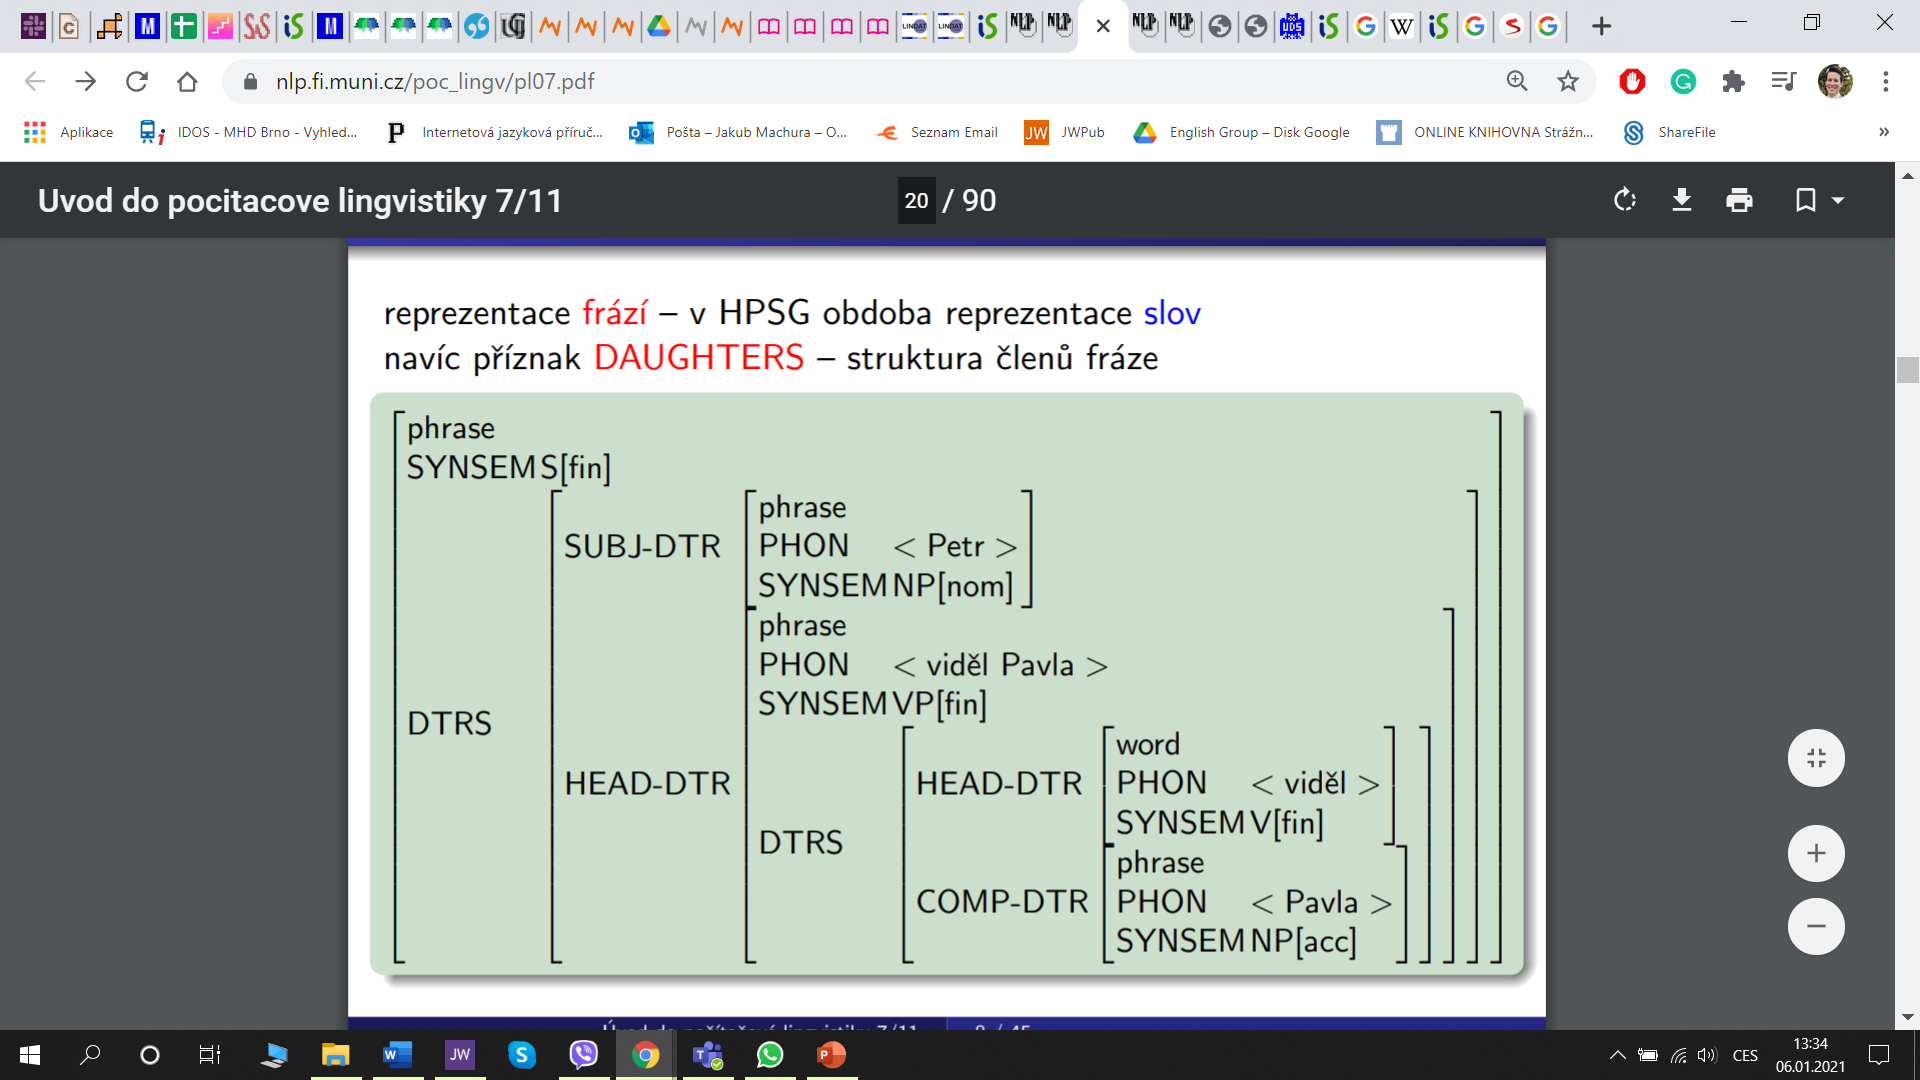 nlp.fi.muni.cz/poc_lingv/pl07.pdf
Aplikace IDOS - MHD Brno - Vyhled... Internetová jazyková příruč... Pošta – Jakub Machura – O... Seznam Email JWPub English Group – Disk Google ONLINE KNIHOVNA Strážn... ShareFile »
Uvod do pocitacove lingvistiky 7/11 20 / 90
reprezentace frází – v HPSG obdoba reprezentace slov
navíc příznak DAUGHTERS – struktura členů fráze
phrase
SYNSEM S[fin]
phrase
SUBJ-DTR PHON < Petr >
SYNSEM NP[nom]
phrase
PHON < viděl Pavla >
SYNSEM VP[fin]
DTRS
word
HEAD-DTR HEAD-DTR PHON < viděl >
SYNSEM V[fin]
DTRS
phrase
COMP-DTR PHON < Pavla >
SYNSEM NP[acc]
CES
13:34
06.01.2021